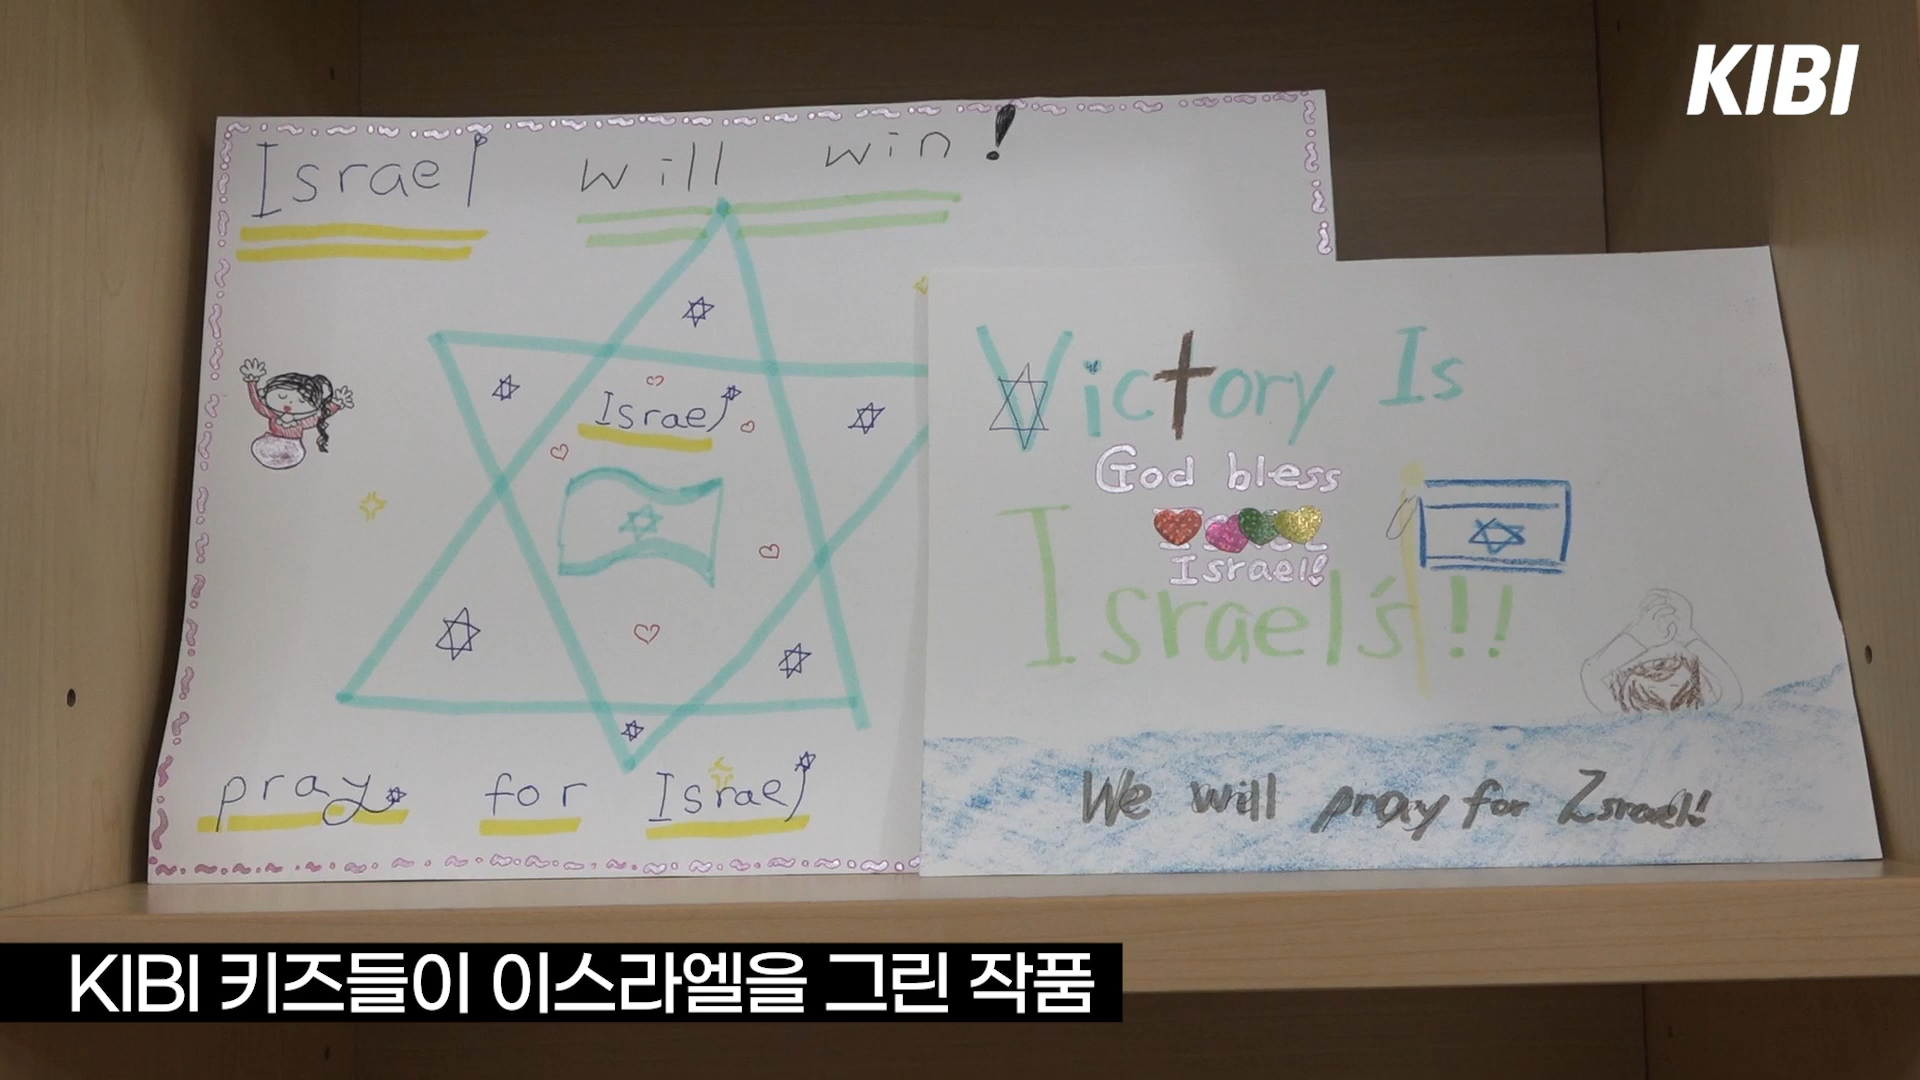 KIBI
Israel will win!
Israel
pray for Israel
Victory Is
God bless
Israel!
Israel's!!
We will pray for Israel!
KIBI 키즈들이 이스라엘을 그린 작품